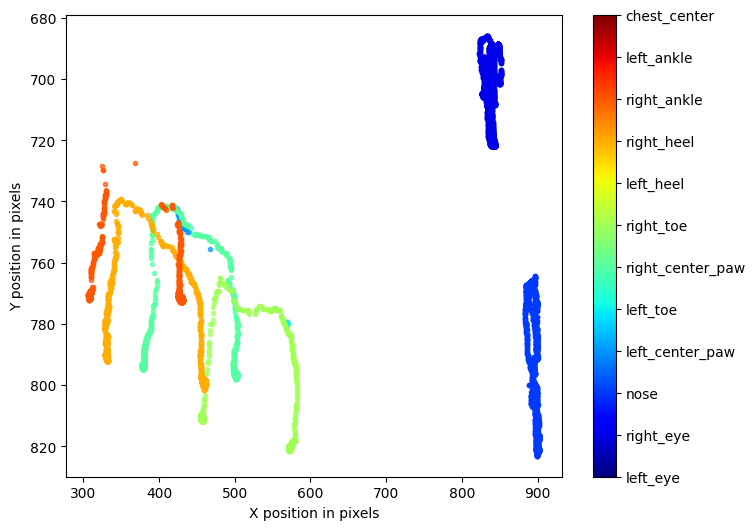 680
700
720
740
760
780
800
820
Y position in pixels
300
400
500
600
700
800
900
X position in pixels
chest_center
left_ankle
right_ankle
right_heel
left_heel
right_toe
right_center_paw
left_toe
left_center_paw
nose
right_eye
left_eye